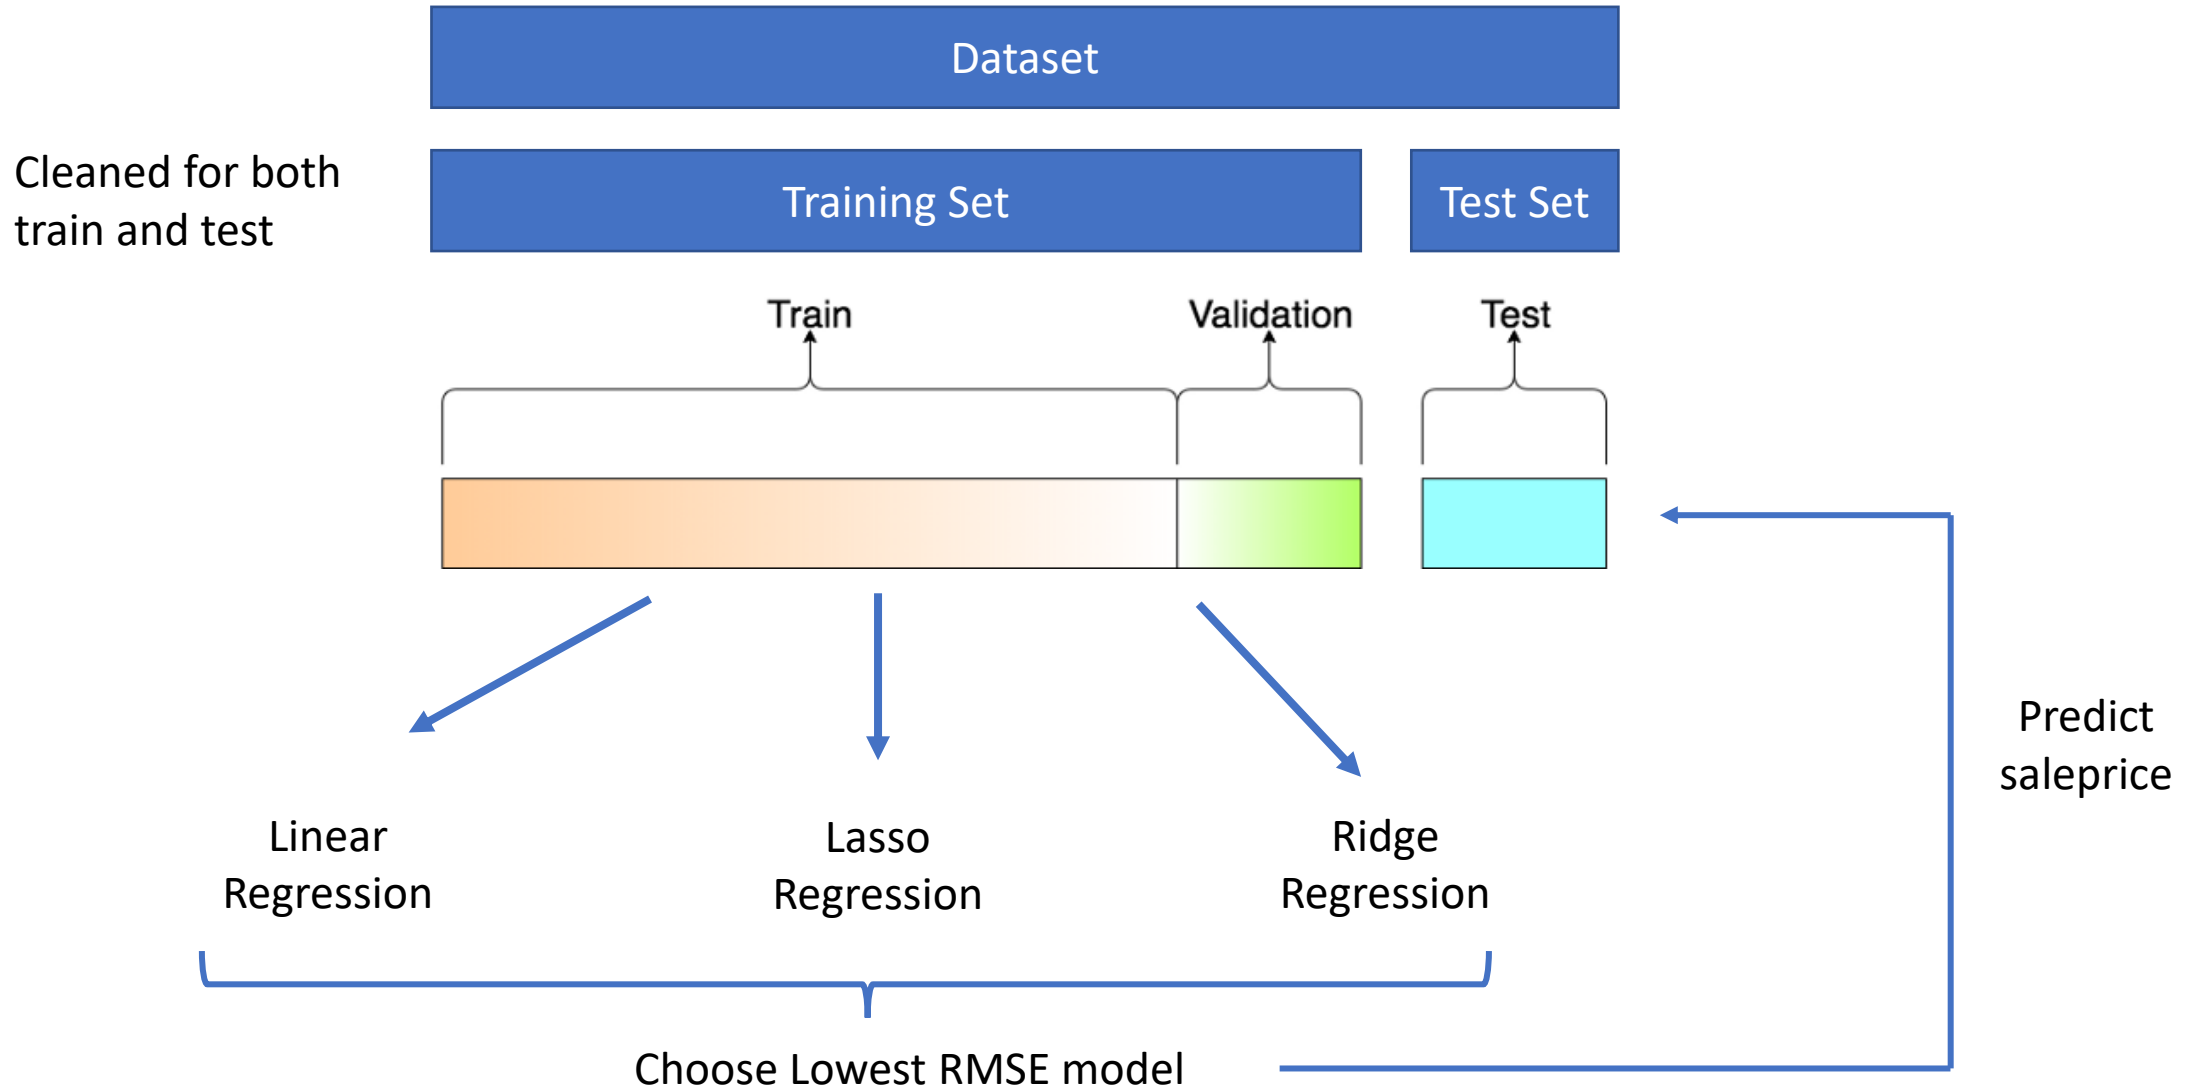 Dataset
Cleaned for both
train and test
Training Set
Test Set
Train
Validation
Test
Linear
Regression
Lasso
Regression
Ridge
Regression
Predict
saleprice
Choose Lowest RMSE model